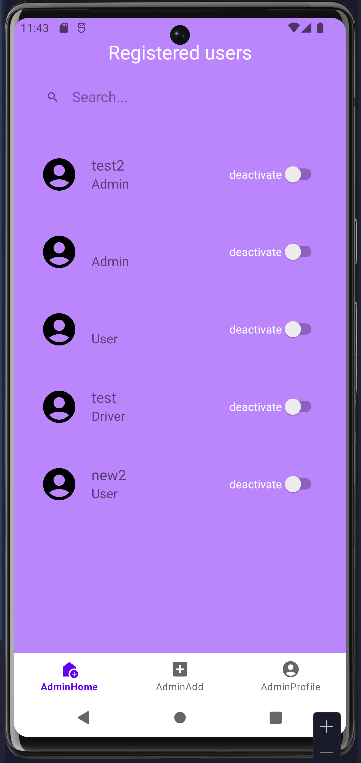 11:43
Registered users
Search...
test2
Admin
deactivate
Admin
deactivate
User
deactivate
test
Driver
deactivate
new2
User
deactivate
AdminHome
AdminAdd
AdminProfile